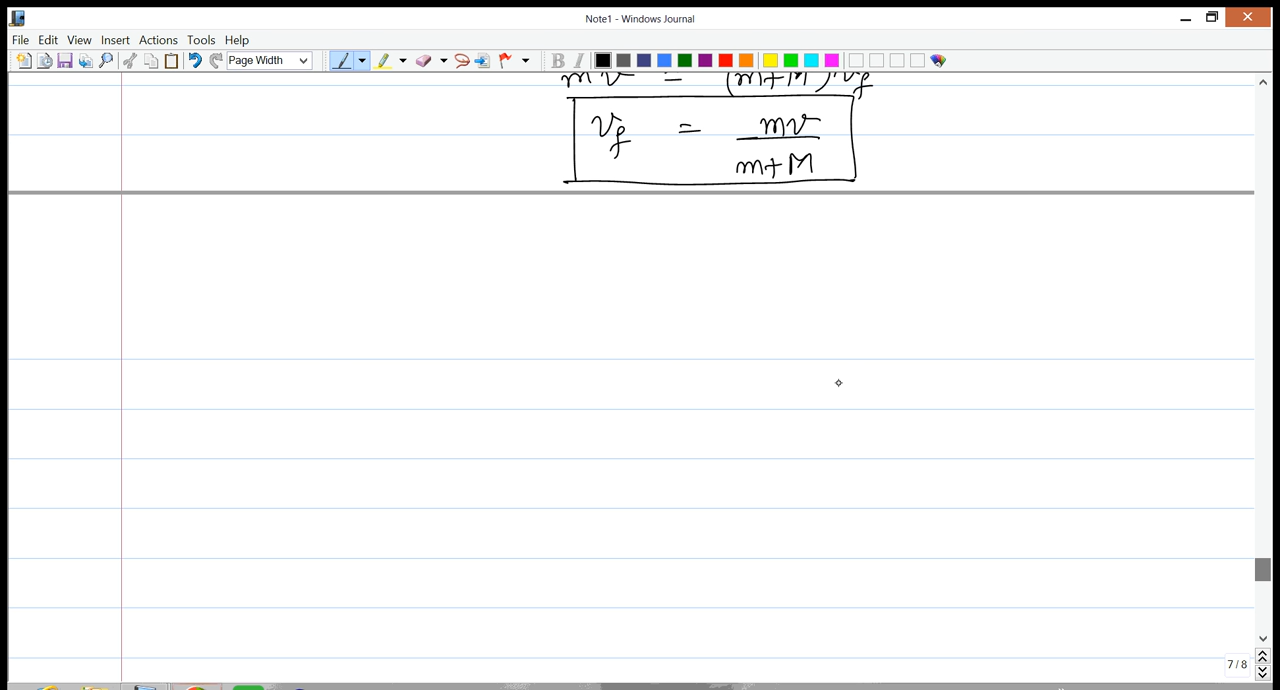 Note1 - Windows Journal
File Edit View Insert Actions Tools Help
Page Width B I
mv = (m+M) vf
vf = mv
m+M
7 / 8